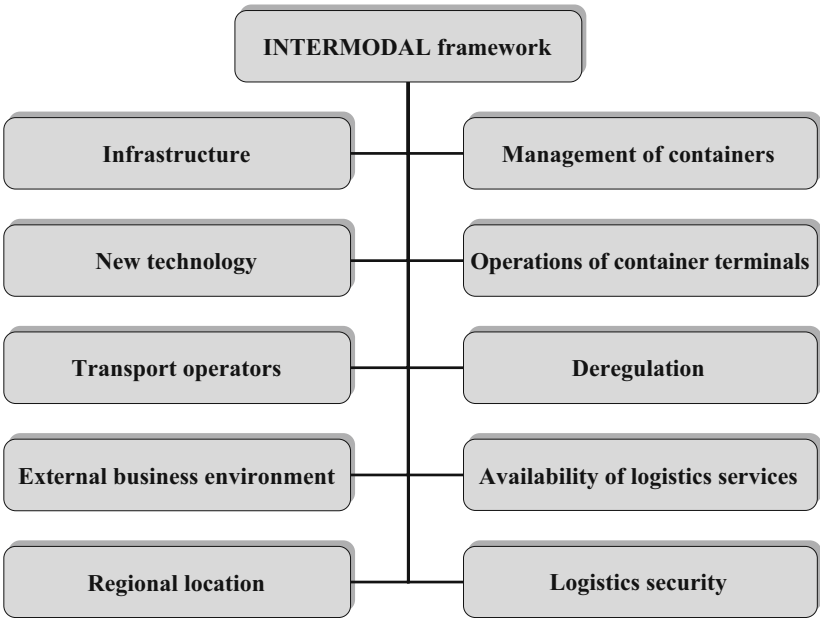 INTERMODAL framework
Infrastructure
Management of containers
New technology
Operations of container terminals
Transport operators
Deregulation
External business environment
Availability of logistics services
Regional location
Logistics security